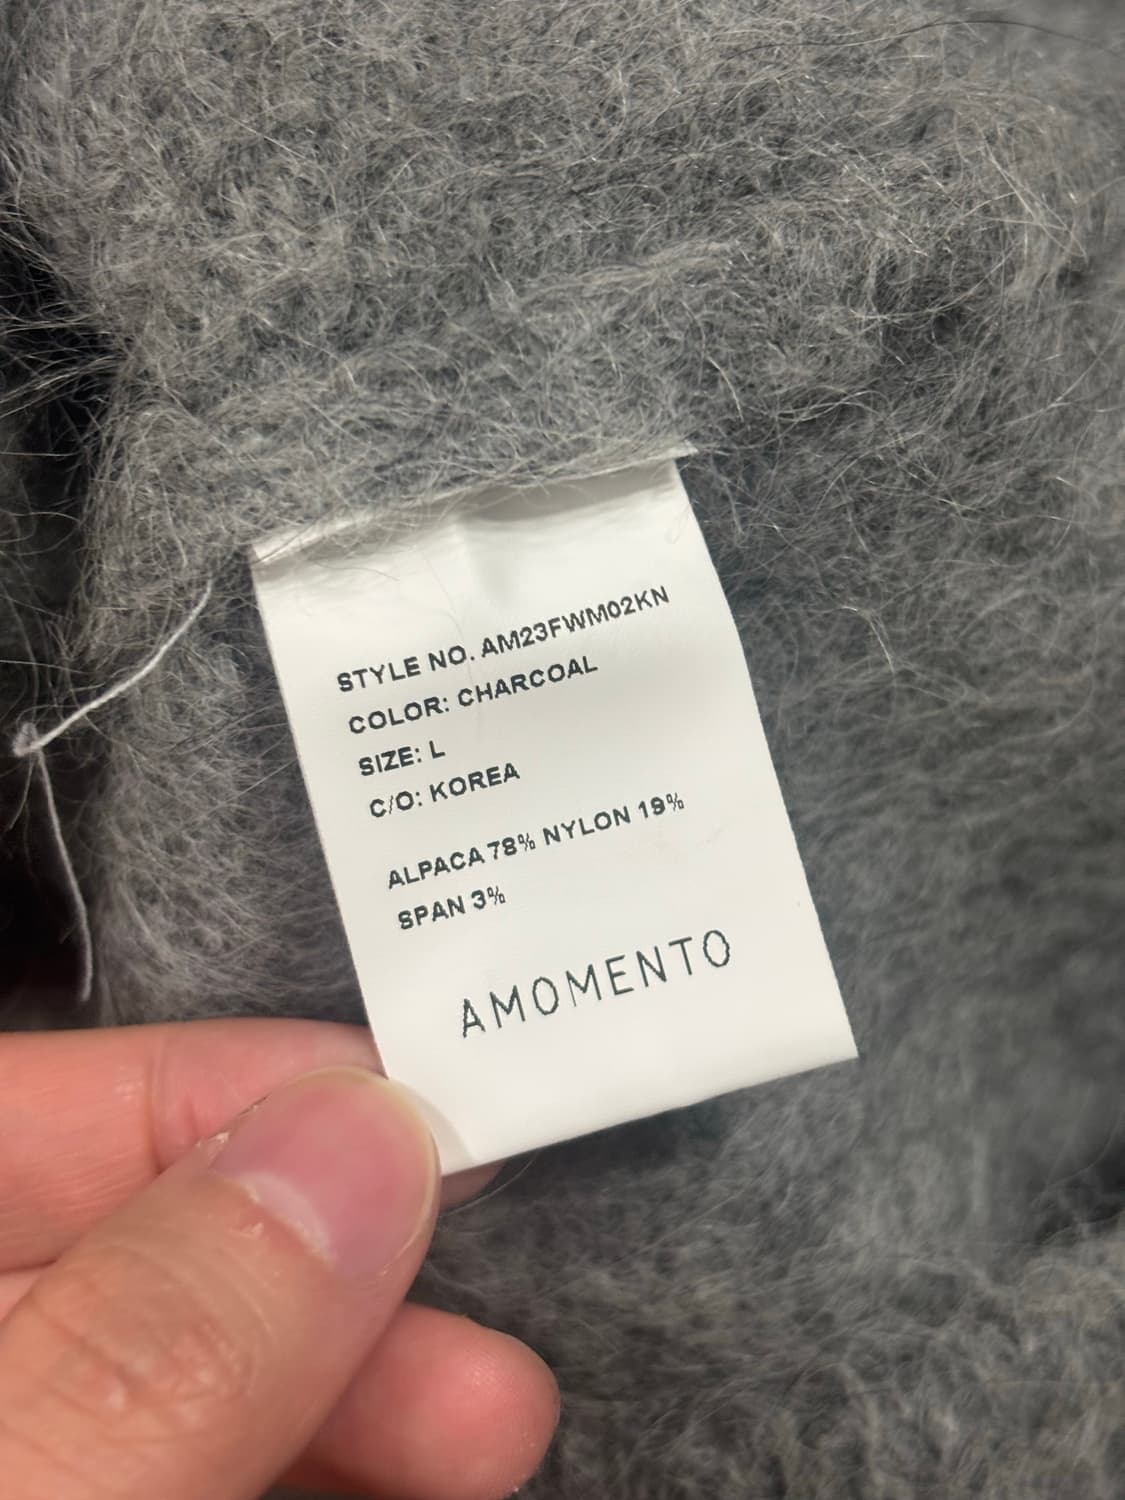 STYLE NO. AM23FWM02KN
COLOR: CHARCOAL
SIZE: L
C/O: KOREA
ALPACA 78% NYLON 19%
SPAN 3%
AMOMENTO